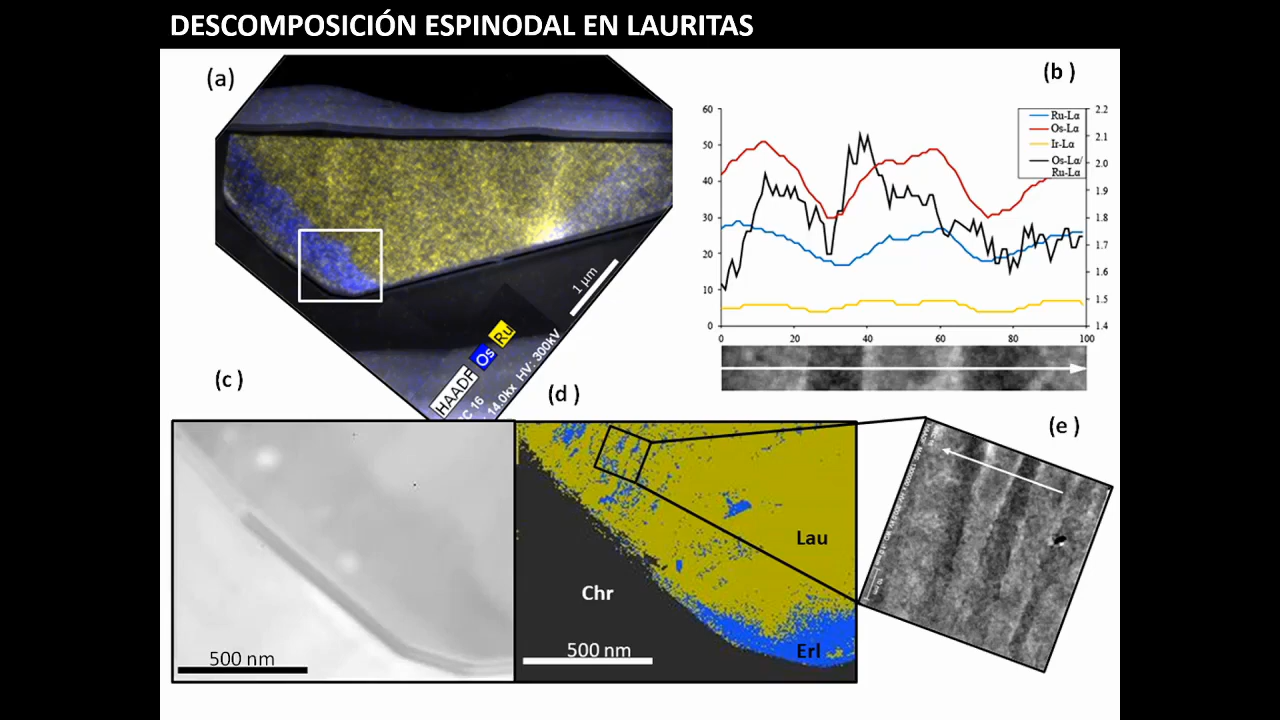 DESCOMPOSICIÓN ESPINODAL EN LAURITAS
(a)
1 µm
HAADF Os Ru
C 16
14.0kx HV: 300kV
(b )
60
50
40
30
20
10
0
2.2
2.1
2.0
1.9
1.8
1.7
1.6
1.5
1.4
Ru-Lα
Os-Lα
Ir-Lα
Os-Lα/
Ru-Lα
0 20 40 60 80 100
(c )
500 nm
(d )
Lau
Chr
Erl
500 nm
(e )